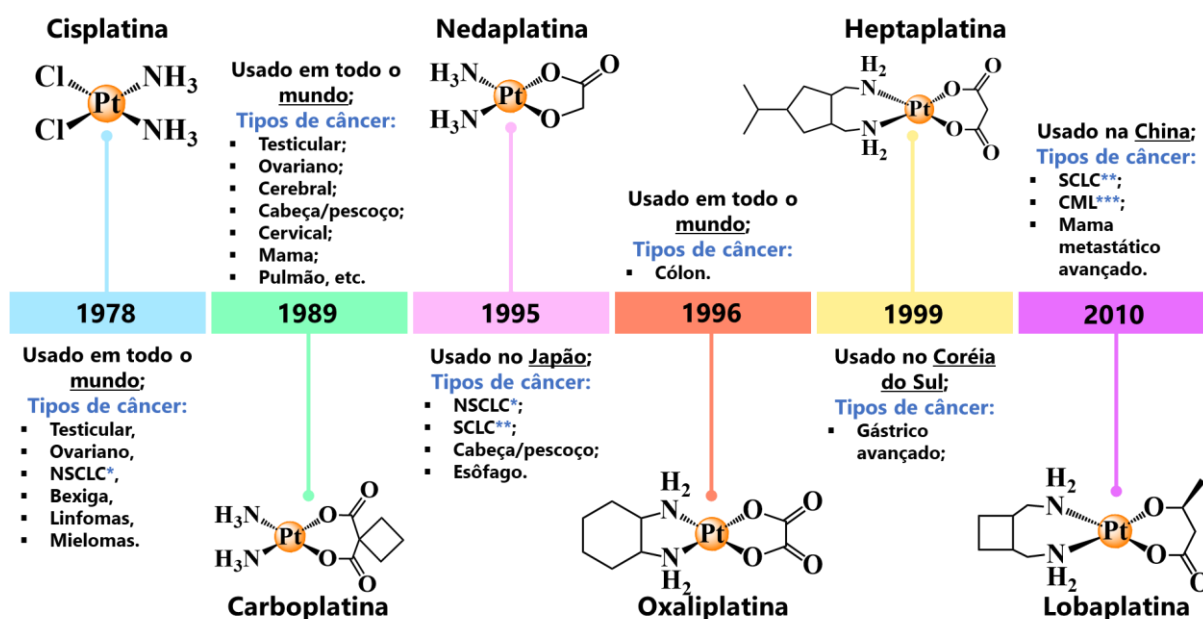 Cisplatina
Cl
NH3
Pt
Cl
NH3
Usado em todo o
mundo;
Tipos de câncer:
▪ Testicular;
▪ Ovariano;
▪ Cerebral;
▪ Cabeça/pescoço;
▪ Cervical;
▪ Mama;
▪ Pulmão, etc.
Nedaplatina
H3N
O
O
Pt
H3N
O
Usado em todo o
mundo;
Tipos de câncer:
▪ Cólon.
Heptaplatina
H2
N
O
O
Pt
N
H2
O
O
Usado na China;
Tipos de câncer:
▪ SCLC**;
▪ CML***;
▪ Mama
metastático
avançado.
1978
1989
1995
1996
1999
2010
Usado em todo o
mundo;
Tipos de câncer:
▪ Testicular,
▪ Ovariano,
▪ NSCLC*,
▪ Bexiga,
▪ Linfomas,
▪ Mielomas.
O
H3N
O
Pt
H3N
O
O
Carboplatina
Usado no Japão;
Tipos de câncer:
▪ NSCLC*;
▪ SCLC**;
▪ Cabeça/pescoço;
▪ Esôfago.
H2
N
O
O
Pt
N
H2
O
O
Oxaliplatina
Usado no Coréia
do Sul;
Tipos de câncer:
▪ Gástrico
avançado;
H2
N
O
Pt
N
H2
O
O
Lobaplatina